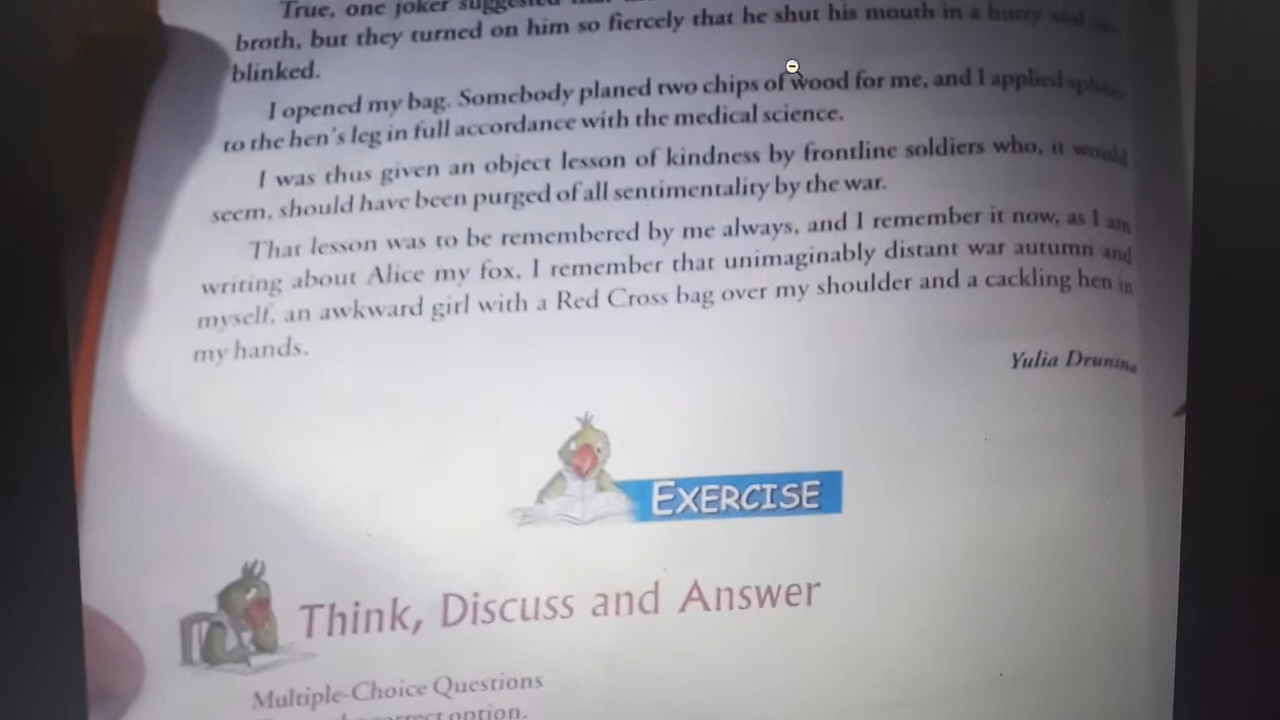 True, one joker suggested that
broth, but they turned on him so fiercely that he shut his mouth in a hurry and
blinked.
I opened my bag. Somebody planed two chips of wood for me, and I applied splints
to the hen's leg in full accordance with the medical science.
I was thus given an object lesson of kindness by frontline soldiers who, it would
seem, should have been purged of all sentimentality by the war.
That lesson was to be remembered by me always, and I remember it now, as I am
writing about Alice my fox, I remember that unimaginably distant war autumn and
myself, an awkward girl with a Red Cross bag over my shoulder and a cackling hen in
my hands.
Yulia Drunina
EXERCISE
Think, Discuss and Answer
Multiple-Choice Questions
correct option.